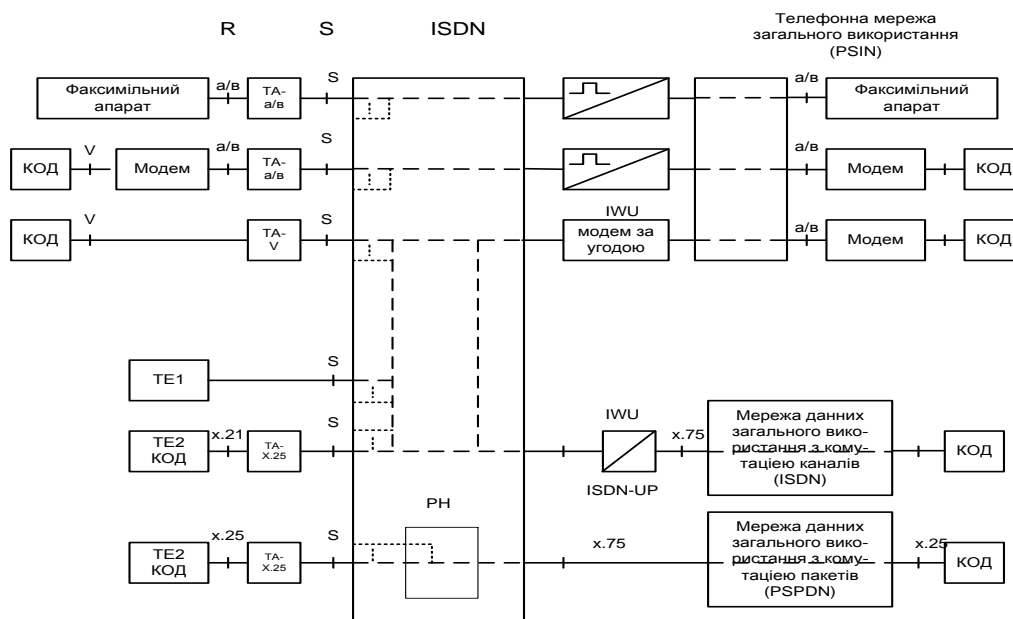 R S ISDN
Телефонна мережа
загального використання
(PSIN)
Факсимільний
апарат
а/в
ТА-
а/в
S
а/в
Факсимільний
апарат
КОД
V
Модем
а/в
ТА-
а/в
S
а/в
Модем
КОД
КОД
V
ТА-
V
S
IWU
модем за
угодою
а/в
Модем
КОД
ТЕ1
S
ТЕ2
КОД
х.21
ТА-
Х.25
S
IWU
ISDN-UP
х.75
Мережа даних
загального вико-
ристання з кому-
тацією каналів
(ISDN)
КОД
ТЕ2
КОД
х.25
ТА-
Х.25
S
PH
х.75
Мережа даних
загального вико-
ристання з кому-
тацією пакетів
(PSPDN)
х.25
КОД